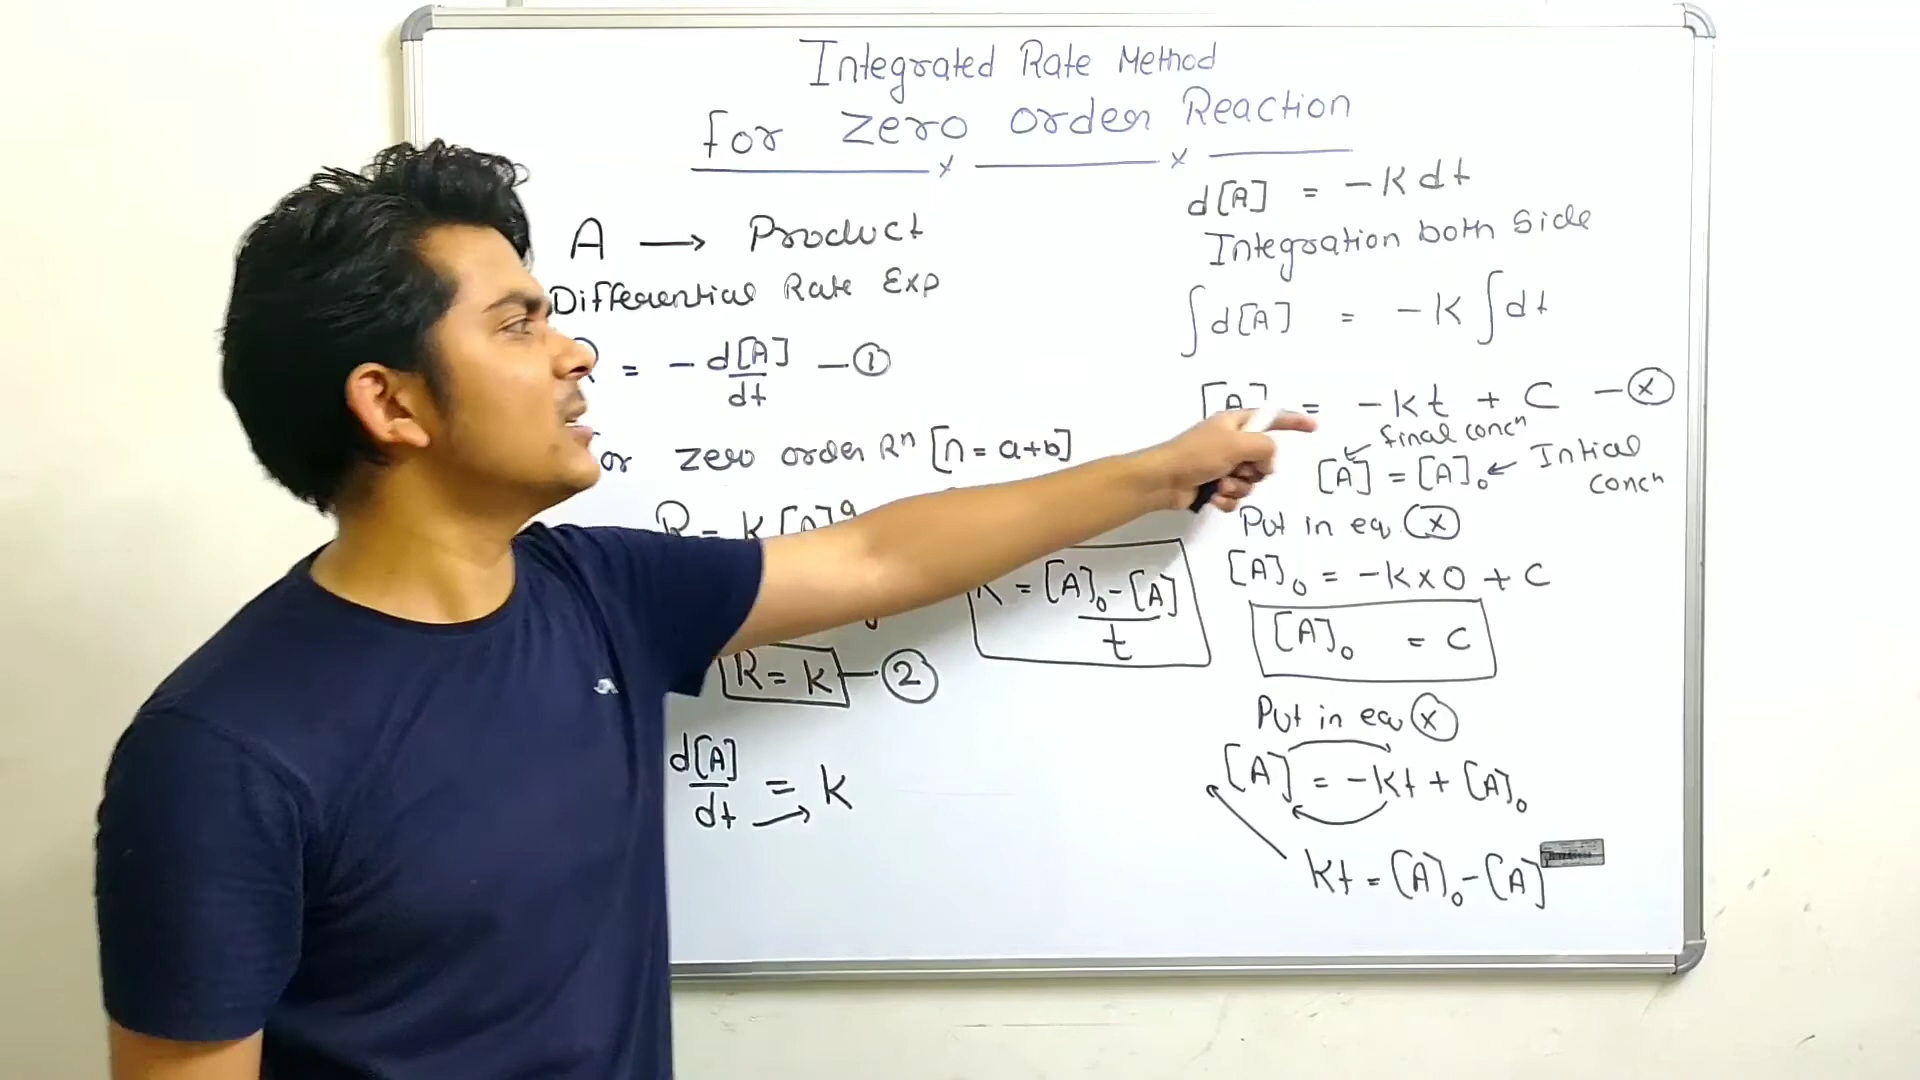 Integrated Rate Method
for zero order Reaction
A → Product
Differential Rate Exp
R = - d[A]/dt — ①
or zero order Rⁿ [n = a+b]
R = K [A]ᵃ
R = K — ②
d[A]/dt = K
= [A]₀ - [A] / t
d[A] = - K dt
Integration both Side
∫d[A] = - K ∫dt
[A] = - Kt + C — ⓧ
final concⁿ
[A] = [A]₀ ← Intial
concⁿ
Put in eq ⓧ
[A]₀ = - K x 0 + C
[A]₀ = C
Put in eq ⓧ
[A] = - Kt + [A]₀
Kt = [A]₀ - [A]